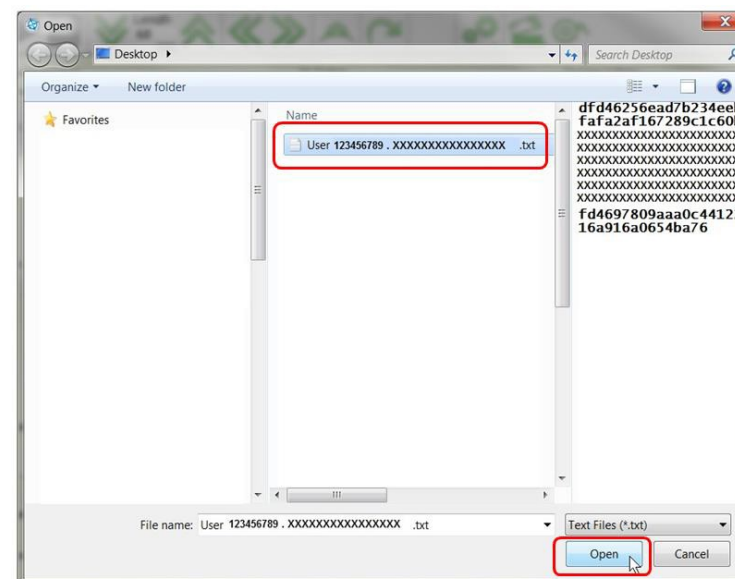 Open
Desktop
Search Desktop
Organize
New folder
Favorites
Name
User 123456789 . XXXXXXXXXXXXXXXX .txt
dfd46256ead7b234ee
fafa2af167289c1c60
XXXXXXXXXXXXXXXXXXXXXX
XXXXXXXXXXXXXXXXXXXXXX
XXXXXXXXXXXXXXXXXXXXXX
XXXXXXXXXXXXXXXXXXXXXX
XXXXXXXXXXXXXXXXXXXXXX
XXXXXXXXXXXXXXXXXXXXXX
fd4697809aaa0c4412
16a916a0654ba76
File name: User 123456789 . XXXXXXXXXXXXXXXX .txt
Text Files (*.txt)
Open
Cancel